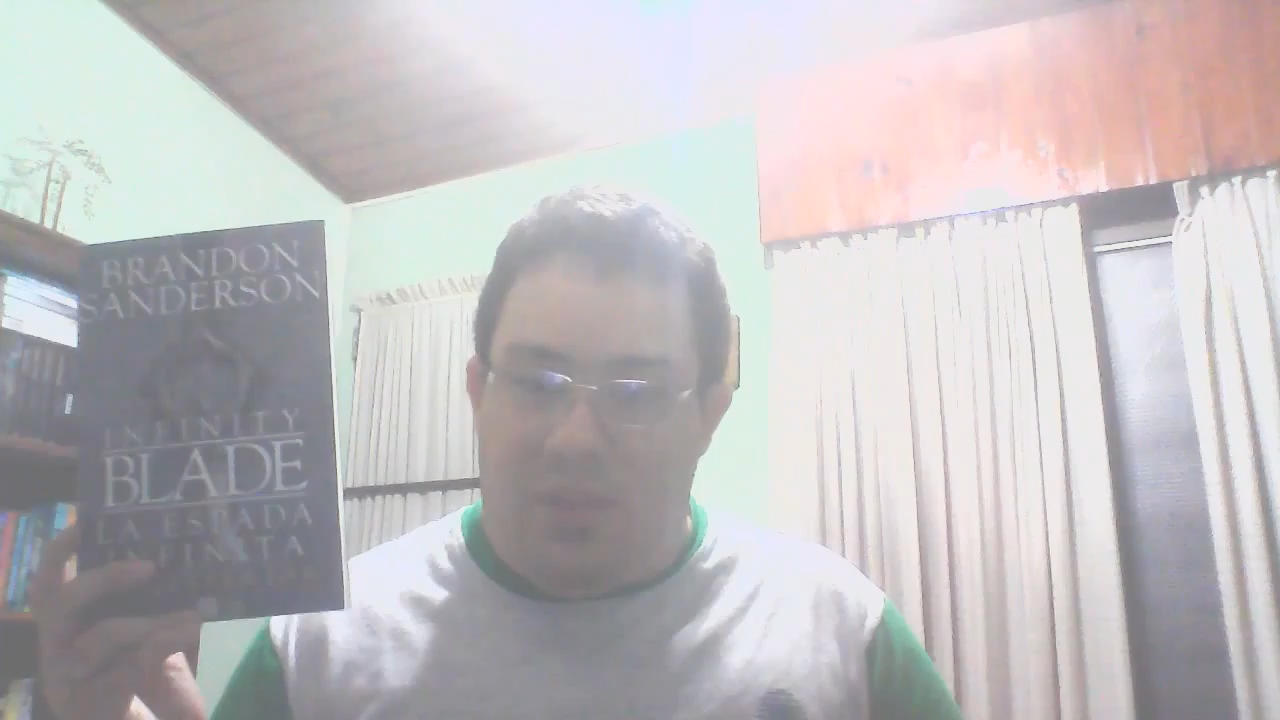 BRANDON
SANDERSON
INFINITY
BLADE
LA ESPADA
INFINITA